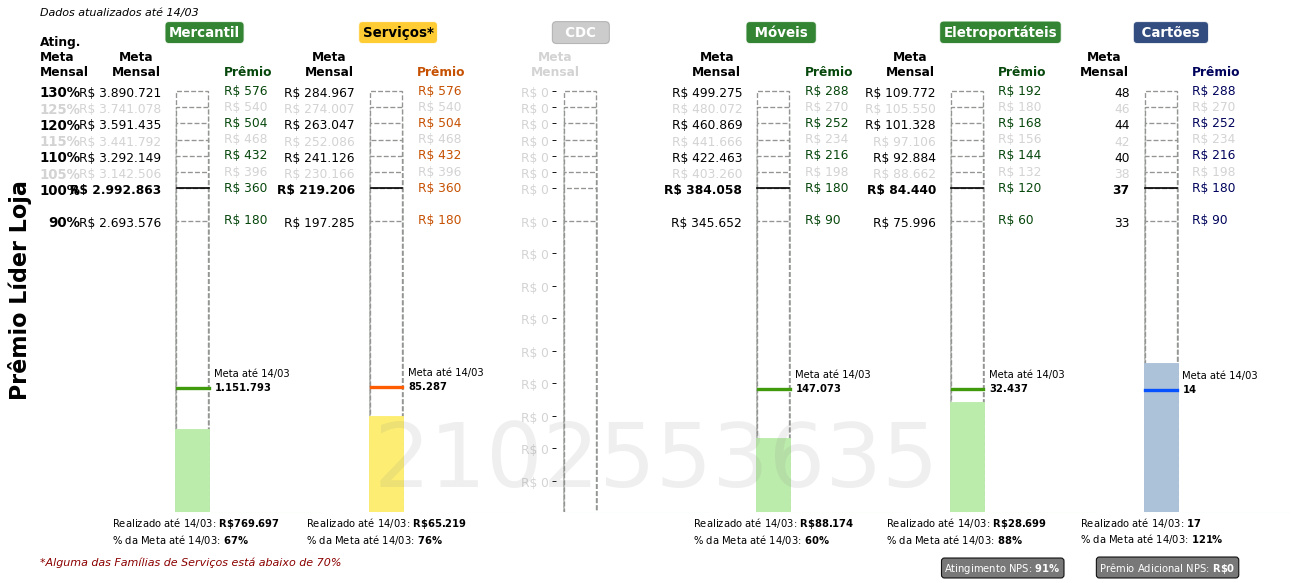 Dados atualizados até 14/03
Mercantil Serviços* CDC Móveis Eletroportáteis Cartões
Ating. Meta Mensal
Meta Mensal Prêmio Meta Mensal Prêmio Meta Mensal Meta Mensal Prêmio Meta Mensal Prêmio Meta Mensal Prêmio
130% R$ 3.890.721 R$ 576 R$ 284.967 R$ 576 R$ 0 R$ 499.275 R$ 288 R$ 109.772 R$ 192 48 R$ 288
125% R$ 3.741.078 R$ 540 R$ 274.007 R$ 540 R$ 0 R$ 480.072 R$ 270 R$ 105.550 R$ 180 46 R$ 270
120% R$ 3.591.435 R$ 504 R$ 263.047 R$ 504 R$ 0 R$ 460.869 R$ 252 R$ 101.328 R$ 168 44 R$ 252
115% R$ 3.441.792 R$ 468 R$ 252.086 R$ 468 R$ 0 R$ 441.666 R$ 234 R$ 97.106 R$ 156 42 R$ 234
110% R$ 3.292.149 R$ 432 R$ 241.126 R$ 432 R$ 0 R$ 422.463 R$ 216 R$ 92.884 R$ 144 40 R$ 216
105% R$ 3.142.506 R$ 396 R$ 230.166 R$ 396 R$ 0 R$ 403.260 R$ 198 R$ 88.662 R$ 132 38 R$ 198
100% R$ 2.992.863 R$ 360 R$ 219.206 R$ 360 R$ 0 R$ 384.058 R$ 180 R$ 84.440 R$ 120 37 R$ 180
90% R$ 2.693.576 R$ 180 R$ 197.285 R$ 180 R$ 0 R$ 345.652 R$ 90 R$ 75.996 R$ 60 33 R$ 90
R$ 0
R$ 0
R$ 0
R$ 0
R$ 0
R$ 0
R$ 0
R$ 0
Prêmio Líder Loja
Meta até 14/03 Meta até 14/03 Meta até 14/03 Meta até 14/03 Meta até 14/03
1.151.793 85.287 147.073 32.437 14
2102553635
Realizado até 14/03: R$769.697 Realizado até 14/03: R$65.219 Realizado até 14/03: R$88.174 Realizado até 14/03: R$28.699 Realizado até 14/03: 17
% da Meta até 14/03: 67% % da Meta até 14/03: 76% % da Meta até 14/03: 60% % da Meta até 14/03: 88% % da Meta até 14/03: 121%
*Alguma das Famílias de Serviços está abaixo de 70%
Atingimento NPS: 91% Prêmio Adicional NPS: R$0